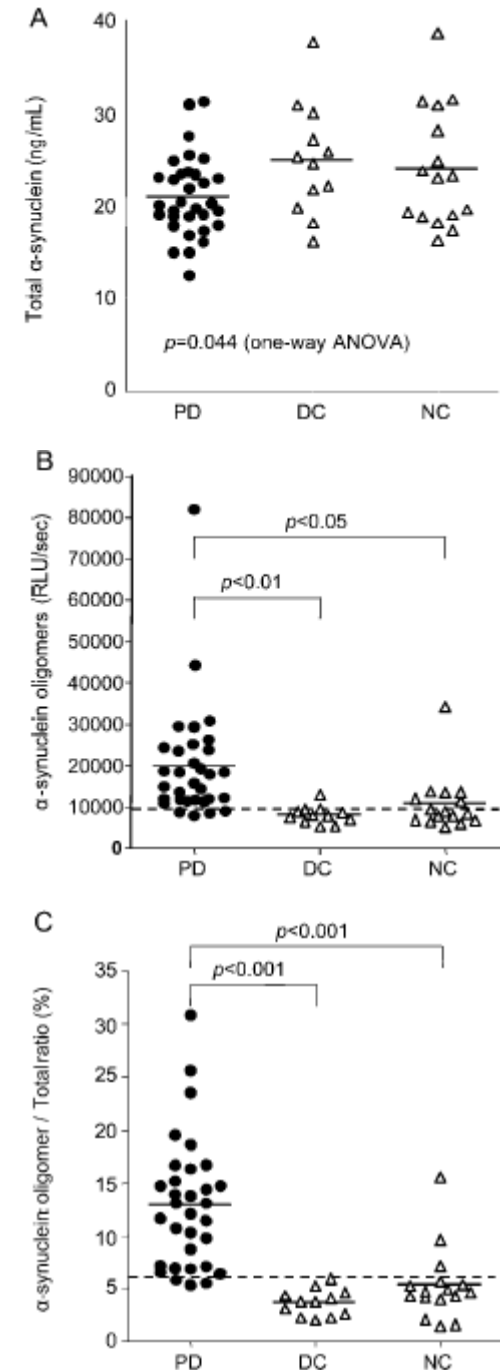 A
Total α-synuclein (ng/mL)
40
30
20
10
0
p=0.044 (one-way ANOVA)
PD DC NC
B
α-synuclein oligomers (RLU/sec)
90000
80000
70000
60000
50000
40000
30000
20000
10000
0
p<0.05
p<0.01
PD DC NC
C
α-synuclein oligomer / Totalratio (%)
35
30
25
20
15
10
5
0
p<0.001
p<0.001
PD DC NC